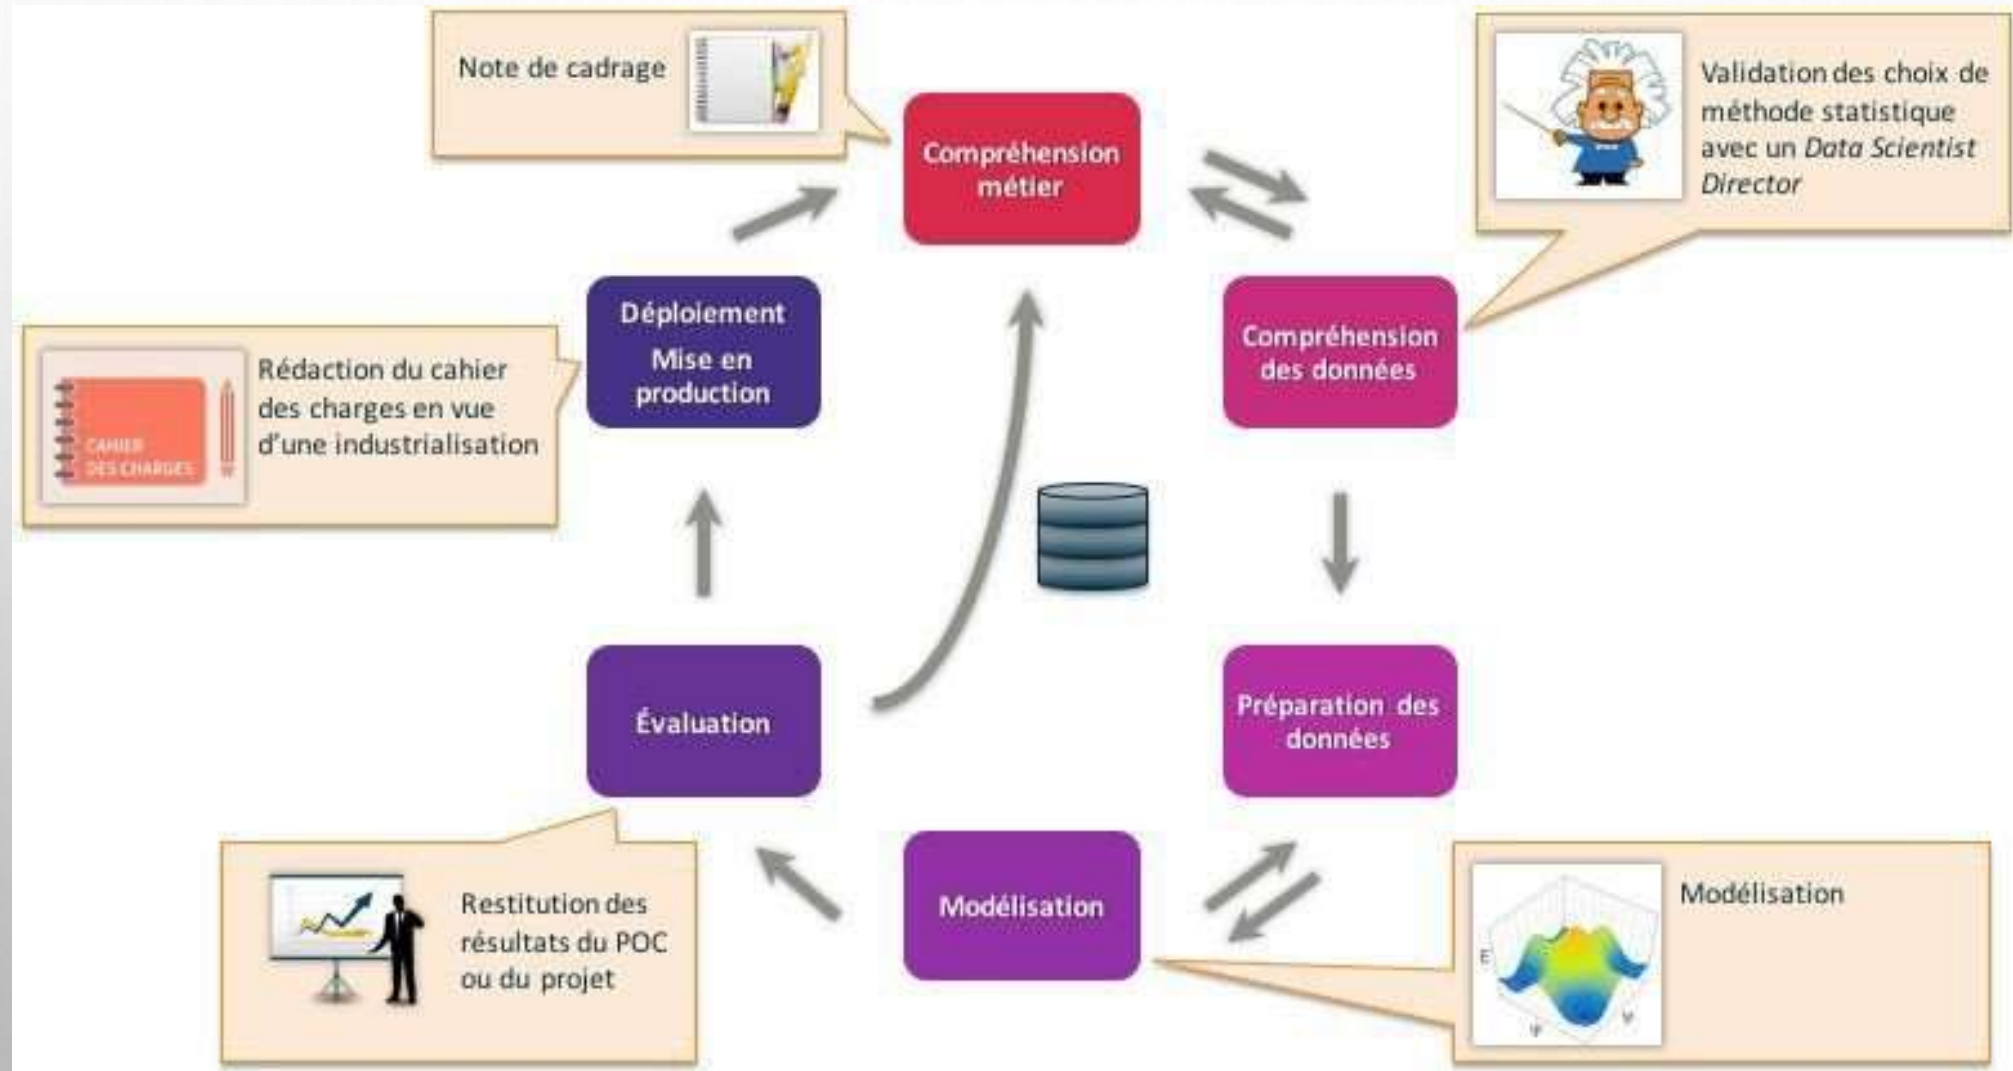 Note de cadrage
Compréhension
métier
Validation des choix de
méthode statistique
avec un Data Scientist
Director
Déploiement
Mise en
production
Compréhension
des données
Rédaction du cahier
des charges en vue
d'une industrialisation
CAHIER
DES CHARGES
Évaluation
Préparation des
données
Modélisation
Restitution des
résultats du POC
ou du projet
Modélisation
E
Ψ
Ψ